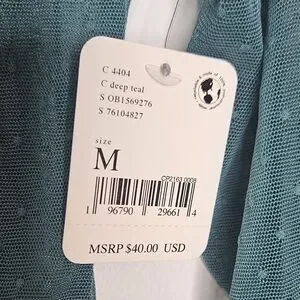 C 4404
C deep teal
S OB1569276
S 76104827
size
M
CP2163.0008
1 96790 29661 4
MSRP $40.00 USD